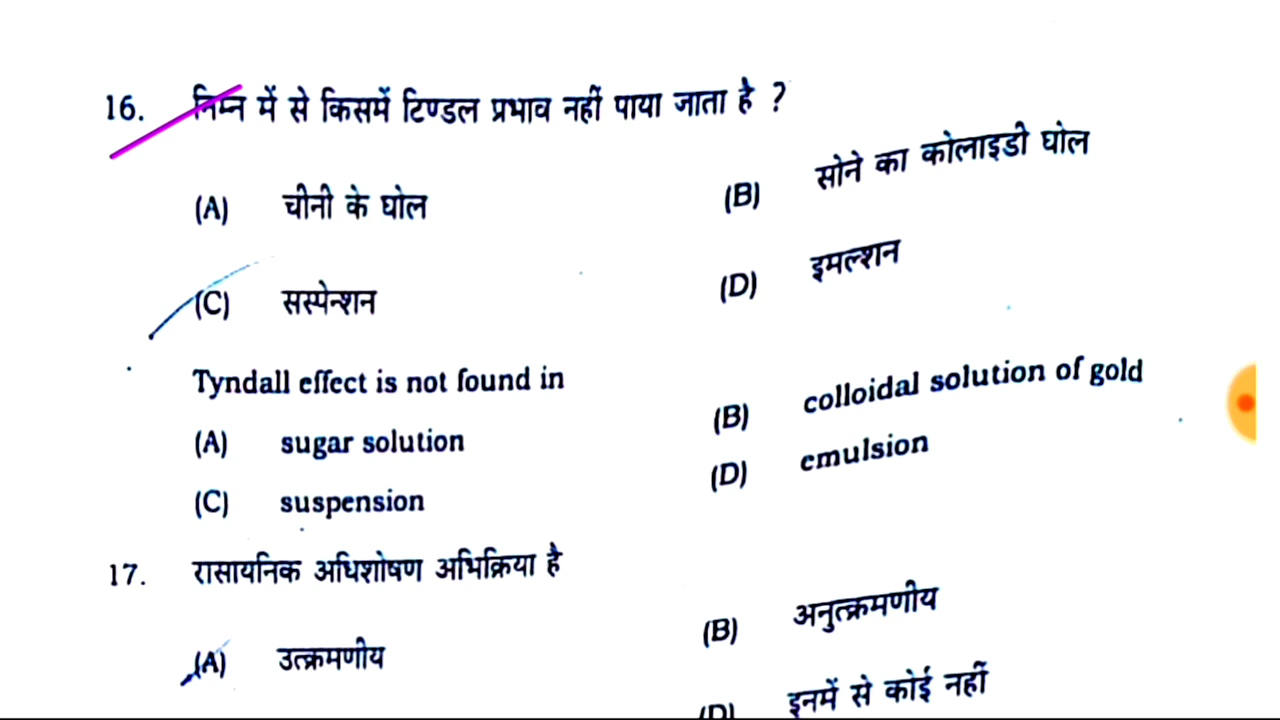 16. निम्न में से किसमें टिण्डल प्रभाव नहीं पाया जाता है ?
(A) चीनी के घोल (B) सोने का कोलाइडी घोल
(C) सस्पेन्शन (D) इमल्शन
Tyndall effect is not found in
(A) sugar solution (B) colloidal solution of gold
(C) suspension (D) emulsion
17. रासायनिक अधिशोषण अभिक्रिया है
(A) उत्क्रमणीय (B) अनुत्क्रमणीय
(D) इनमें से कोई नहीं